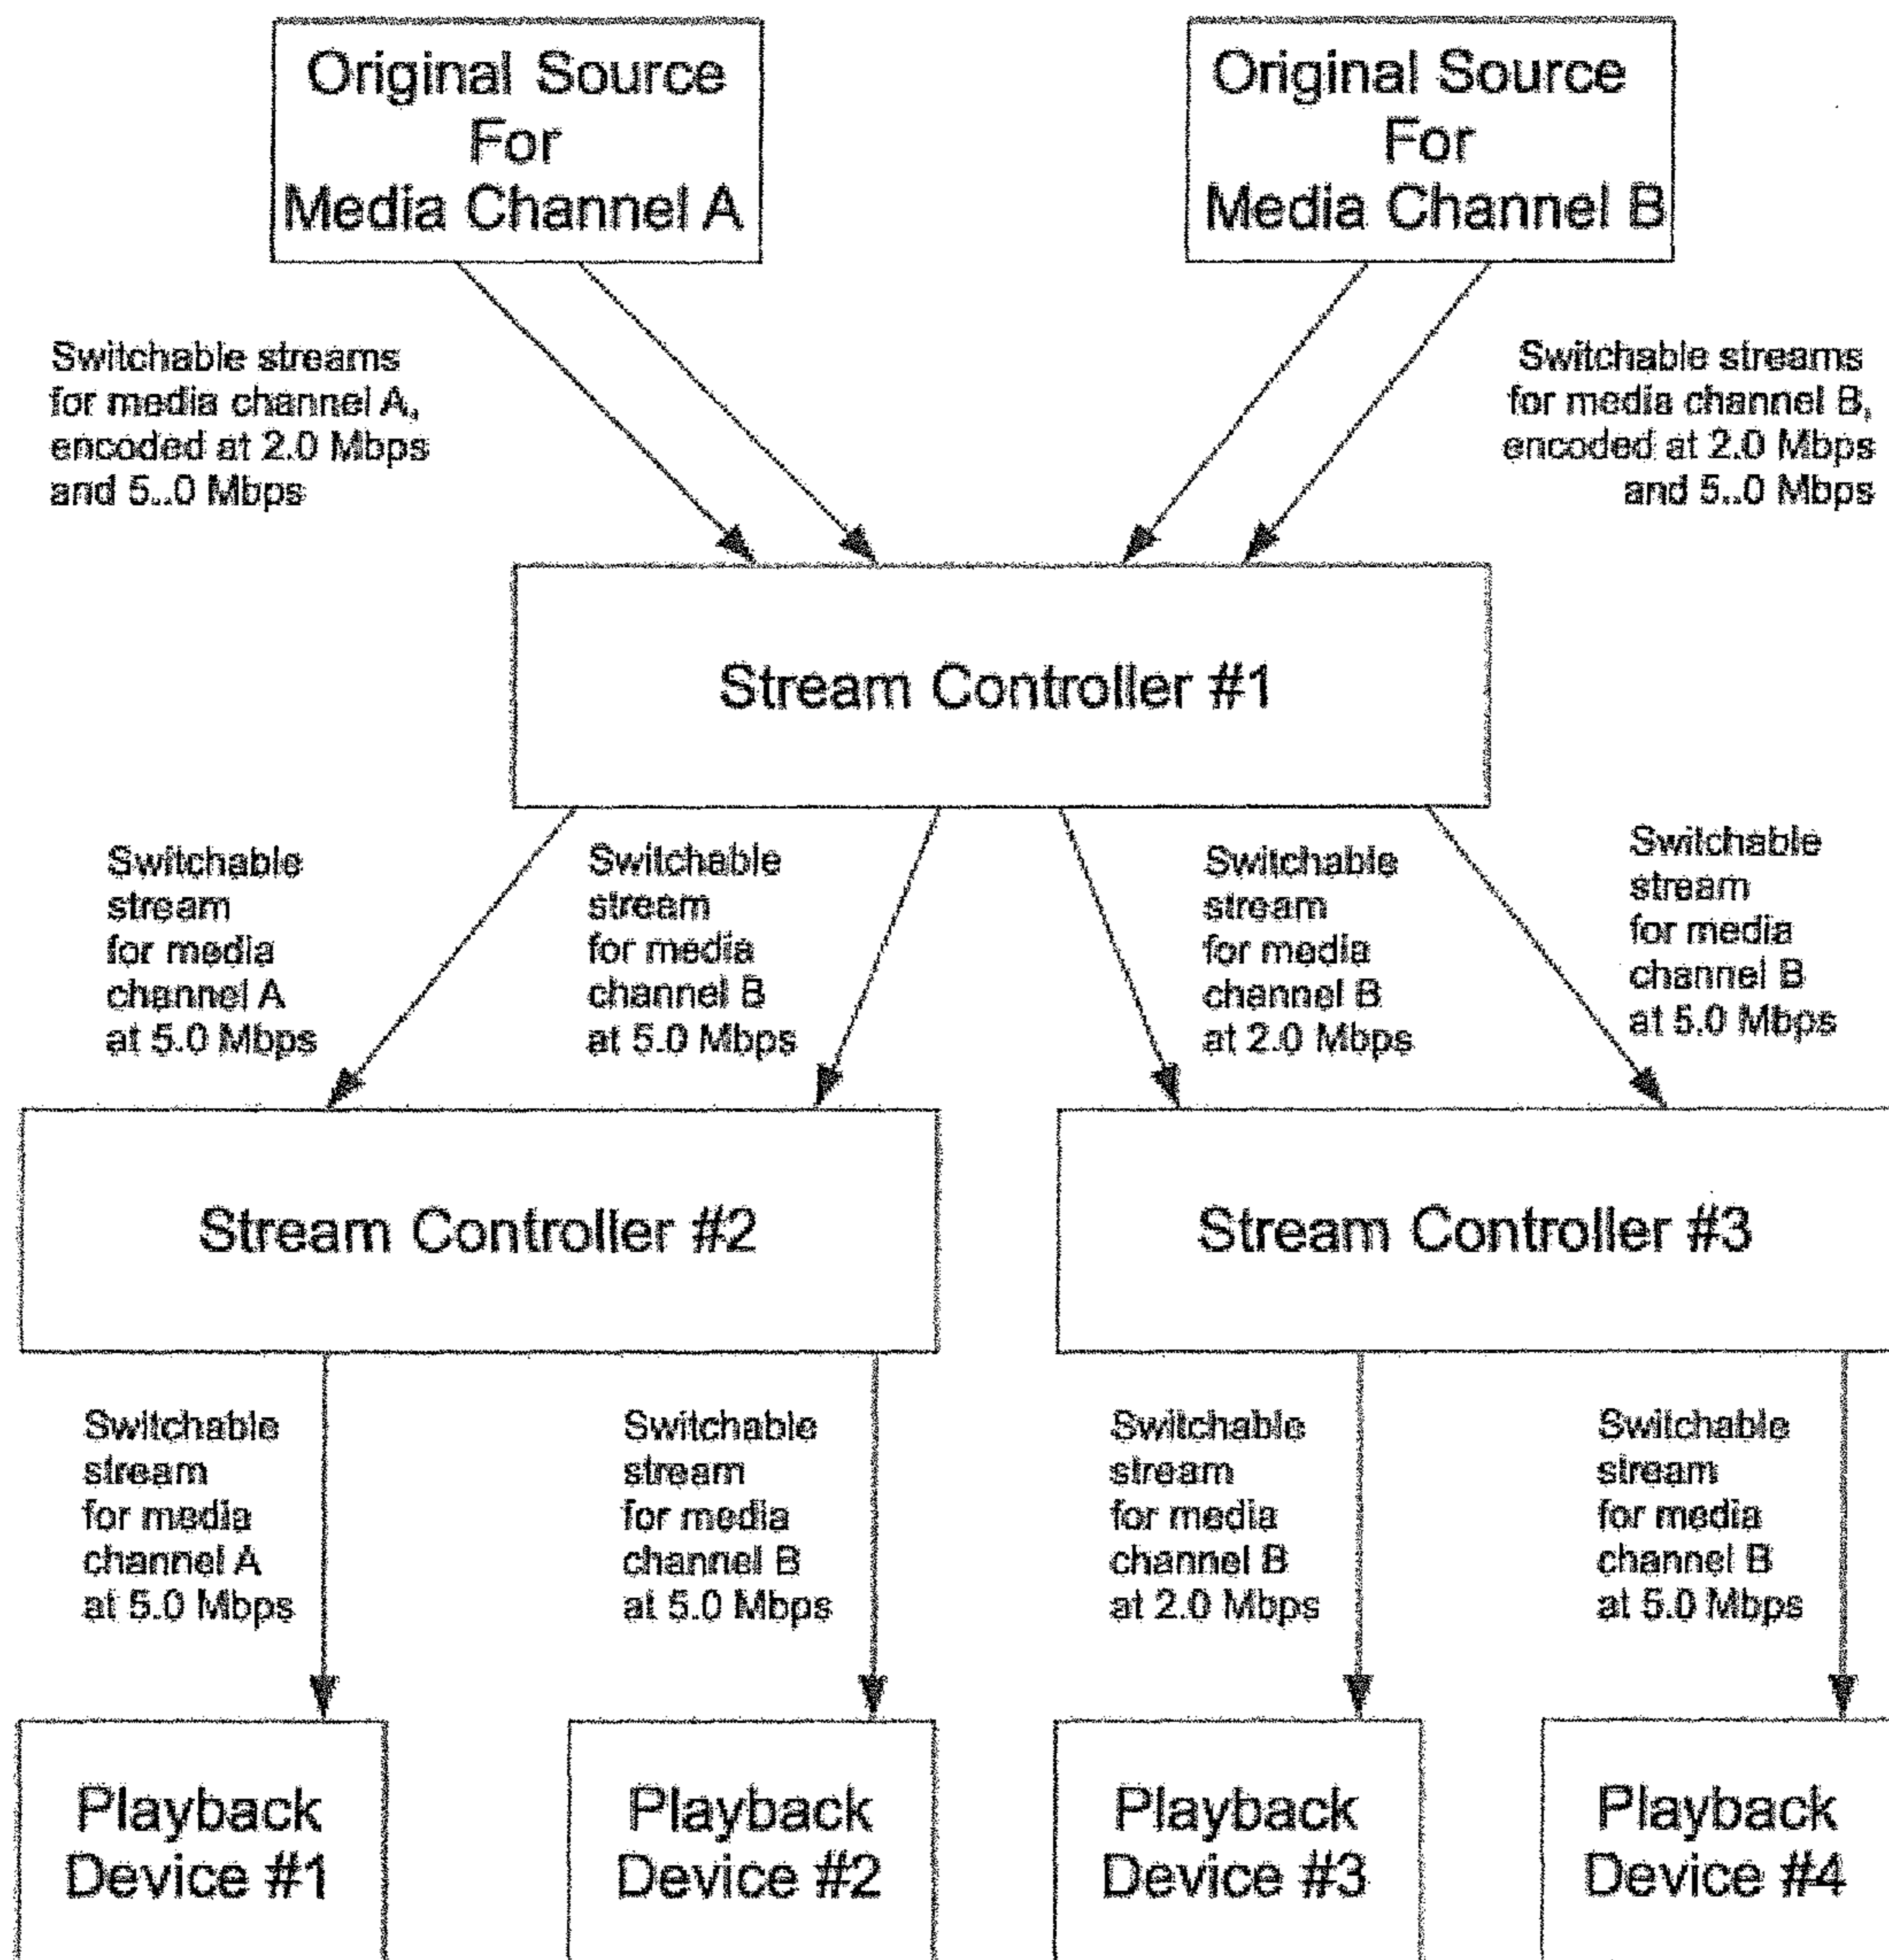 Original Source
For
Media Channel A
Original Source
For
Media Channel B
Switchable streams
for media channel A,
encoded at 2.0 Mbps
and 5..0 Mbps
Switchable streams
for media channel B,
encoded at 2.0 Mbps
and 5..0 Mbps
Stream Controller #1
Switchable
stream
for media
channel A
at 5.0 Mbps
Switchable
stream
for media
channel B
at 5.0 Mbps
Switchable
stream
for media
channel B
at 2.0 Mbps
Switchable
stream
for media
channel B
at 5.0 Mbps
Stream Controller #2
Stream Controller #3
Switchable
stream
for media
channel A
at 5.0 Mbps
Switchable
stream
for media
channel B
at 5.0 Mbps
Switchable
stream
for media
channel B
at 2.0 Mbps
Switchable
stream
for media
channel B
at 5.0 Mbps
Playback
Device #1
Playback
Device #2
Playback
Device #3
Playback
Device #4